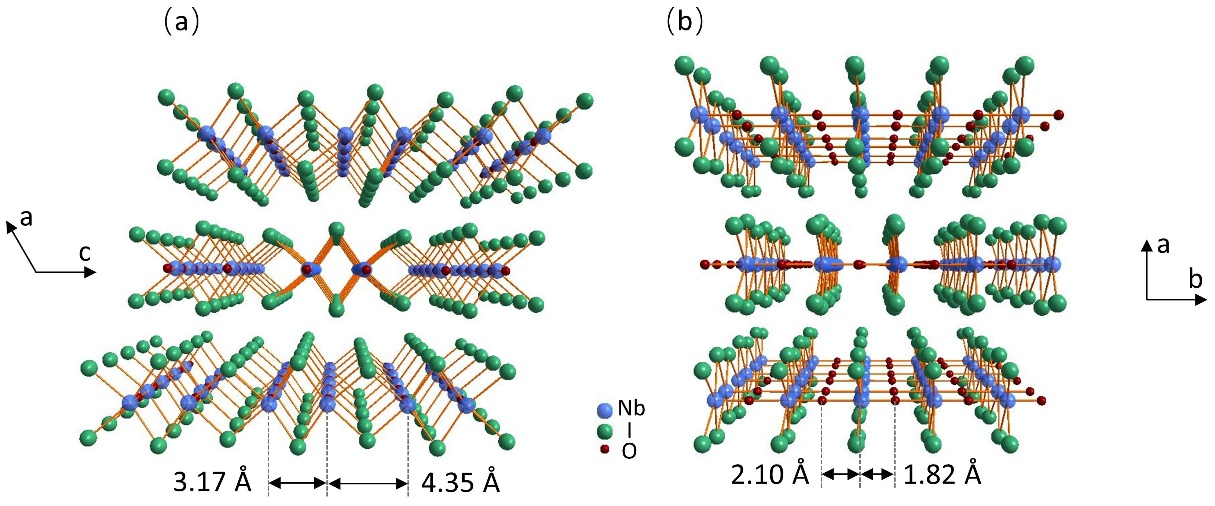 (a)
(b)
a
c
a
b
Nb
I
O
3.17 Å
4.35 Å
2.10 Å
1.82 Å